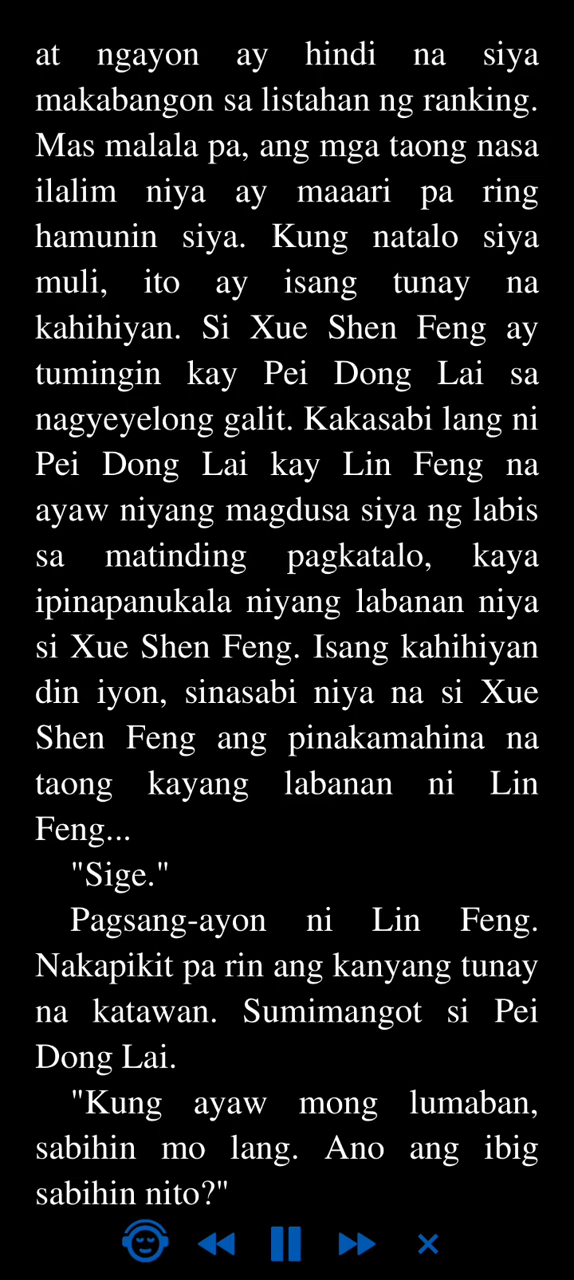 at ngayon ay hindi na siya
makabangon sa listahan ng ranking.
Mas malala pa, ang mga taong nasa
ilalim niya ay maaari pa ring
hamunin siya. Kung natalo siya
muli, ito ay isang tunay na
kahihiyan. Si Xue Shen Feng ay
tumingin kay Pei Dong Lai sa
nagyeyelong galit. Kakasabi lang ni
Pei Dong Lai kay Lin Feng na
ayaw niyang magdusa siya ng labis
sa matinding pagkatalo, kaya
ipinapanukala niyang labanan niya
si Xue Shen Feng. Isang kahihiyan
din iyon, sinasabi niya na si Xue
Shen Feng ang pinakamahina na
taong kayang labanan ni Lin
Feng...
"Sige."
Pagsang-ayon ni Lin Feng.
Nakapikit pa rin ang kanyang tunay
na katawan. Sumimangot si Pei
Dong Lai.
"Kung ayaw mong lumaban,
sabihin mo lang. Ano ang ibig
sabihin nito?"